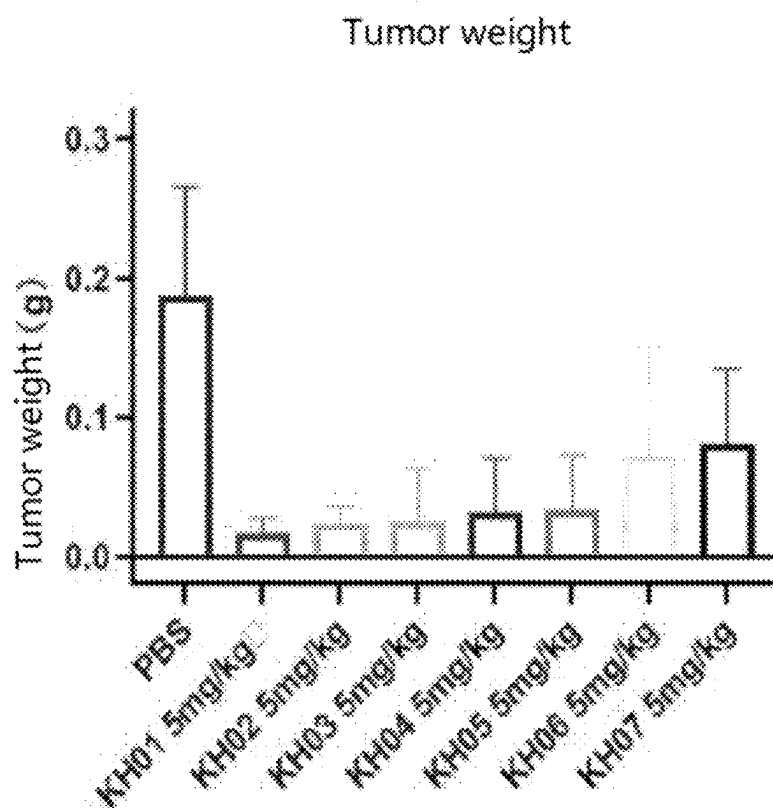 Tumor weight
Tumor weight (g)
0.3
0.2
0.1
0.0
PBS
KH01 5mg/kg
KH02 5mg/kg
KH03 5mg/kg
KH04 5mg/kg
KH05 5mg/kg
KH06 5mg/kg
KH07 5mg/kg